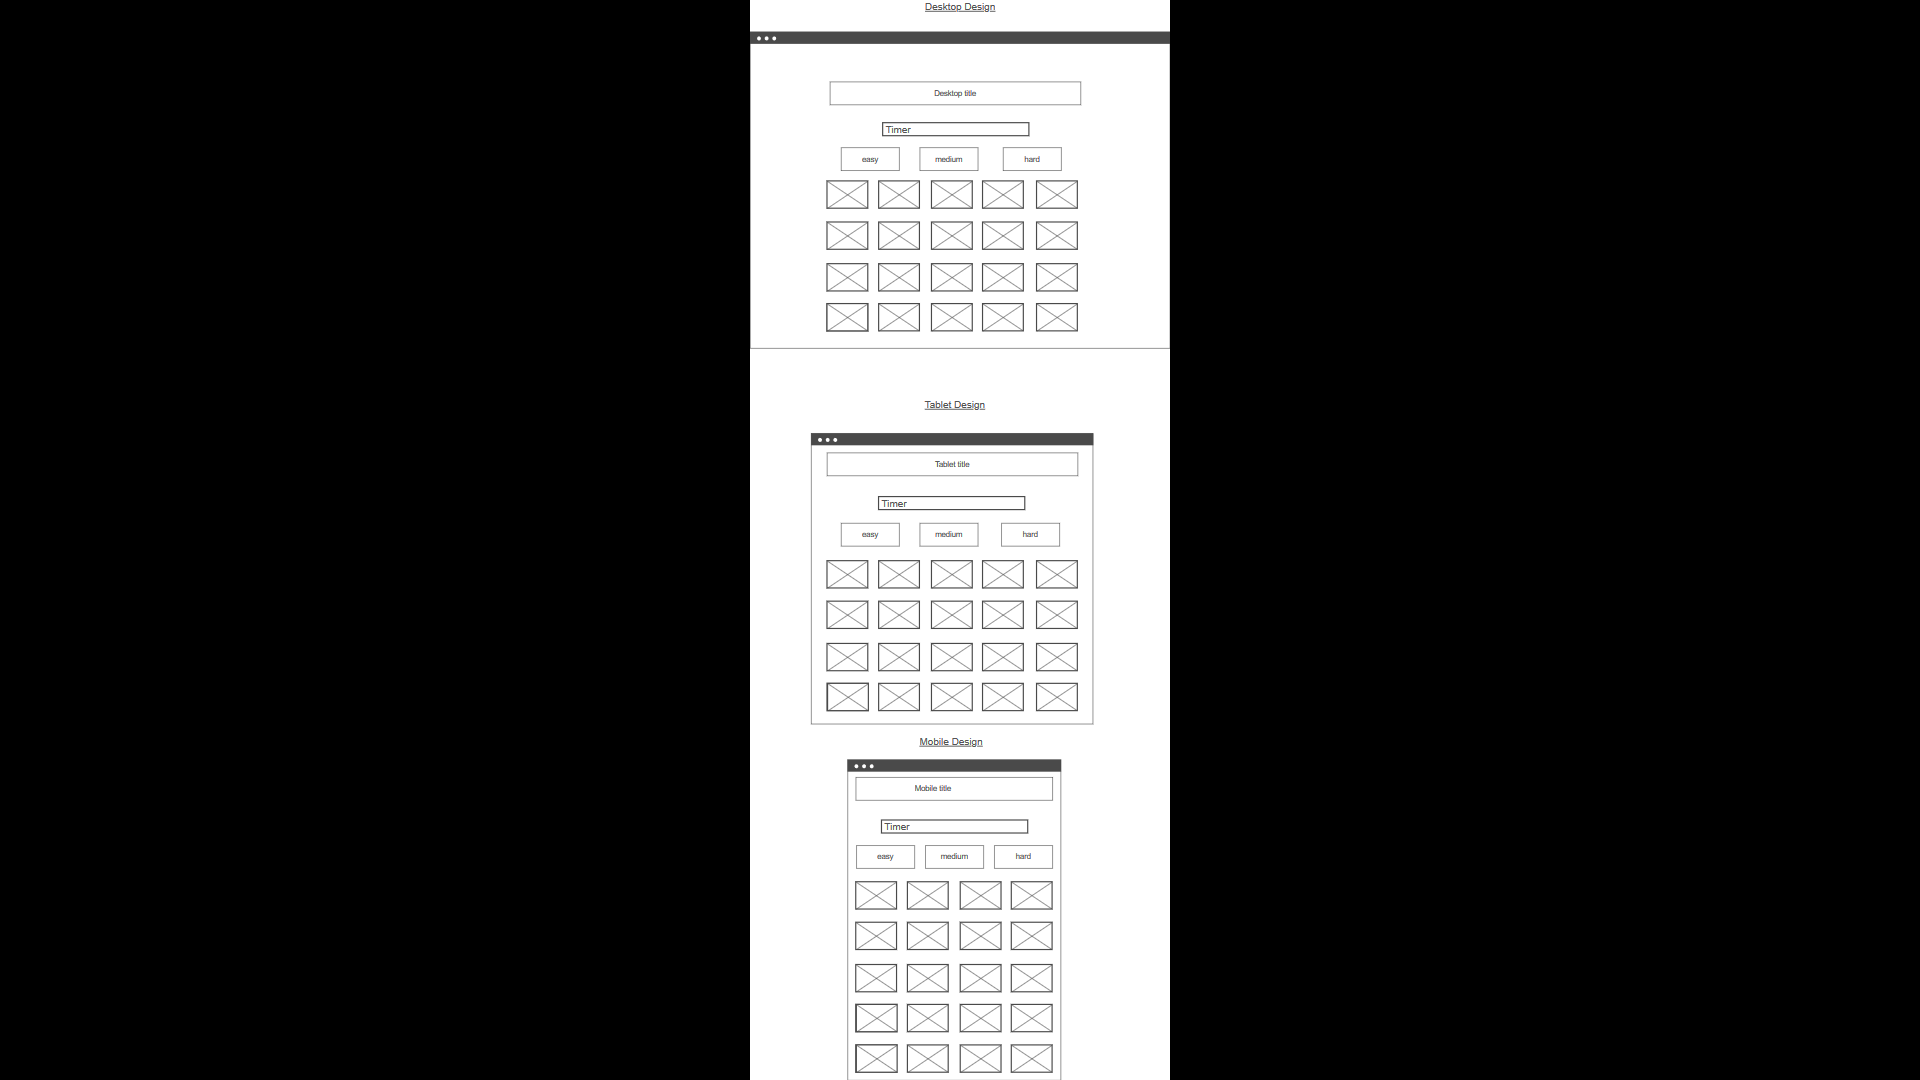 Desktop Design
Desktop title
Timer
easy medium hard
Tablet Design
Tablet title
Timer
easy medium hard
Mobile Design
Mobile title
Timer
easy medium hard